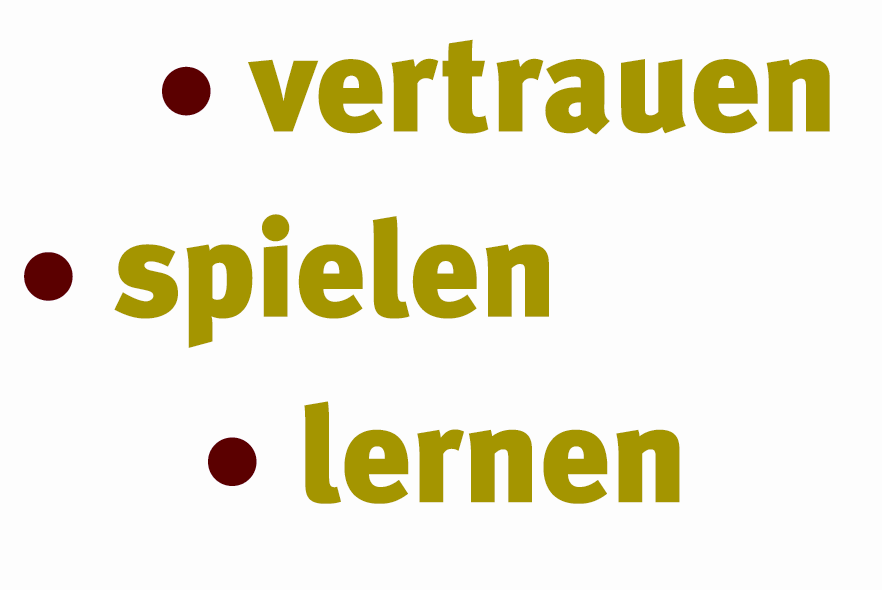 • vertrauen
• spielen
• lernen